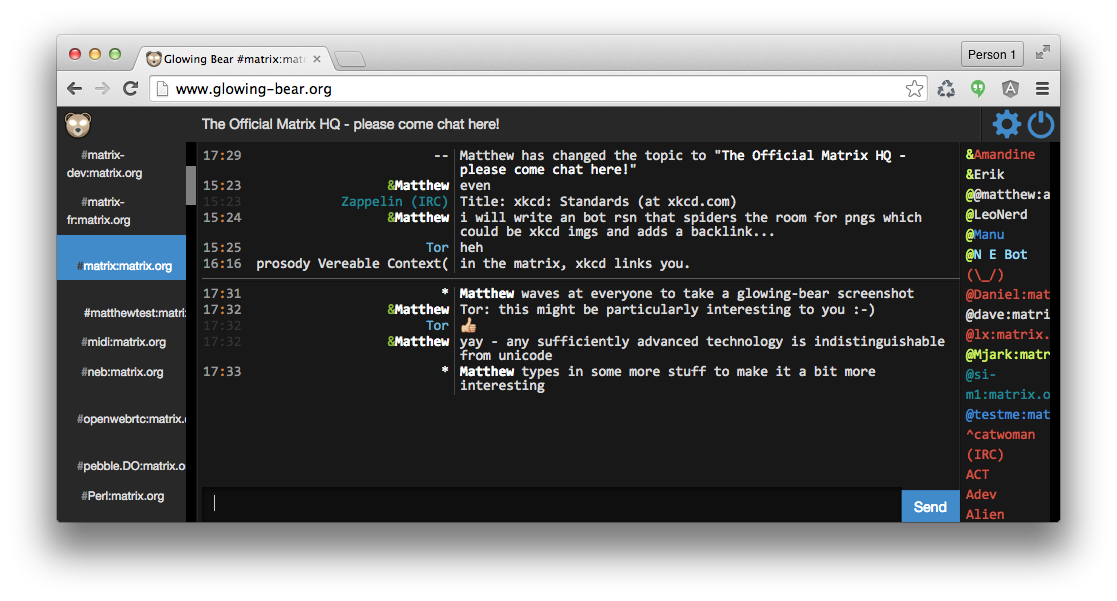 Glowing Bear #matrix:mat
Person 1
www.glowing-bear.org
The Official Matrix HQ - please come chat here!
#matrix-
dev:matrix.org
#matrix-
fr:matrix.org
#matrix:matrix.org
#matthewtest:matri
#midi:matrix.org
#neb:matrix.org
#openwebrtc:matrix.
#pebble.DO:matrix.o
#Perl:matrix.org
17:29 -- Matthew has changed the topic to "The Official Matrix HQ -
please come chat here!"
15:23 &Matthew even
15:23 Zappelin (IRC) Title: xkcd: Standards (at xkcd.com)
15:24 &Matthew i will write an bot rsn that spiders the room for pngs which
could be xkcd imgs and adds a backlink...
15:25 Tor heh
16:16 prosody Vereable Context( in the matrix, xkcd links you.
17:31 * Matthew waves at everyone to take a glowing-bear screenshot
17:32 &Matthew Tor: this might be particularly interesting to you :-)
17:32 Tor 👍
17:32 &Matthew yay - any sufficiently advanced technology is indistinguishable
from unicode
17:33 * Matthew types in some more stuff to make it a bit more
interesting
Send
&Amandine
&Erik
@@matthew:a
@LeoNerd
@Manu
@N E Bot
(\_/)
@Daniel:mat
@dave:matri
@lx:matrix.
@Mjark:matr
@si-
m1:matrix.o
@testme:mat
^catwoman
(IRC)
ACT
Adev
Alien